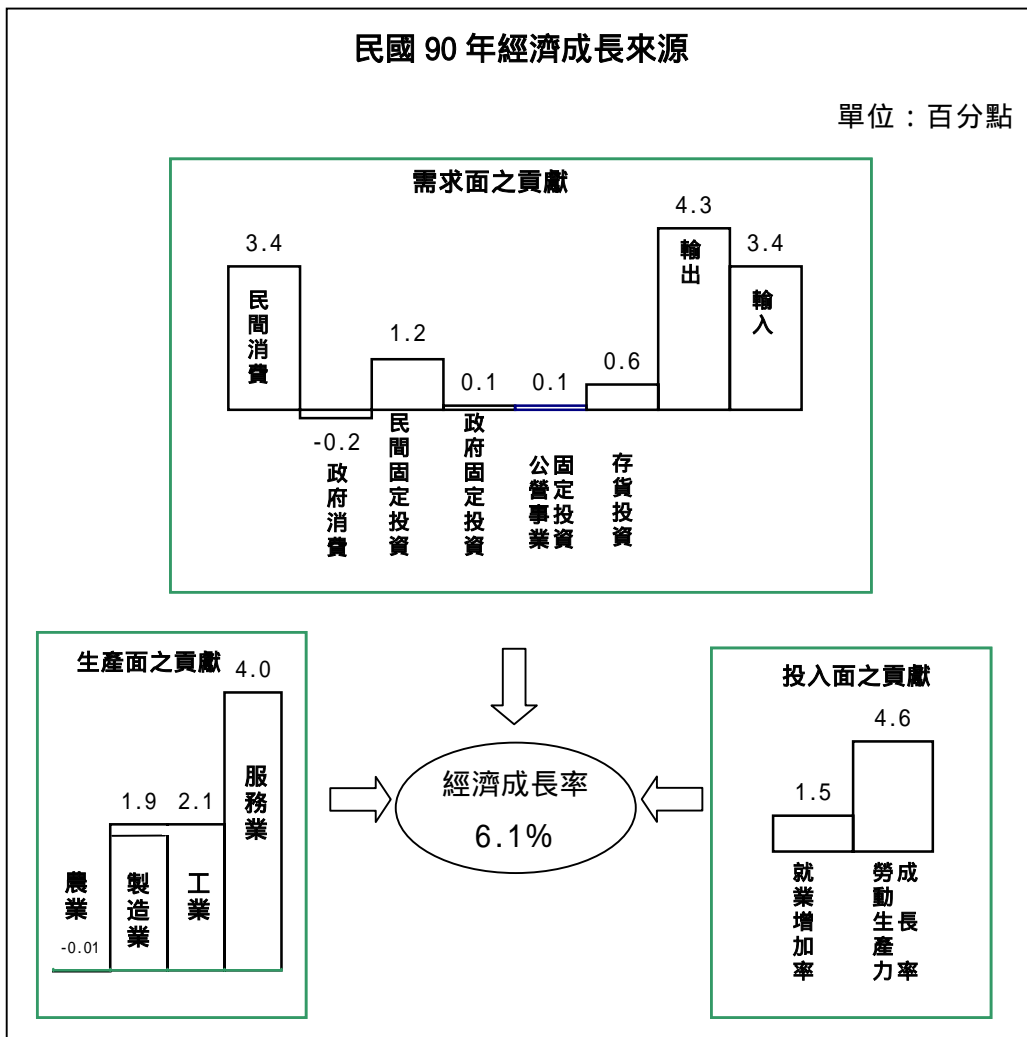 民國 90 年經濟成長來源
單位：百分點
需求面之貢獻
3.4
民間消費
-0.2
政府消費
1.2
民間固定投資
0.1
政府固定投資
0.1
公營事業
固定投資
0.6
存貨投資
4.3
輸出
3.4
輸入
生產面之貢獻
-0.01
農業
1.9
製造業
2.1
工業
4.0
服務業
經濟成長率
6.1%
投入面之貢獻
1.5
就業增加率
4.6
勞動生產力
成長率